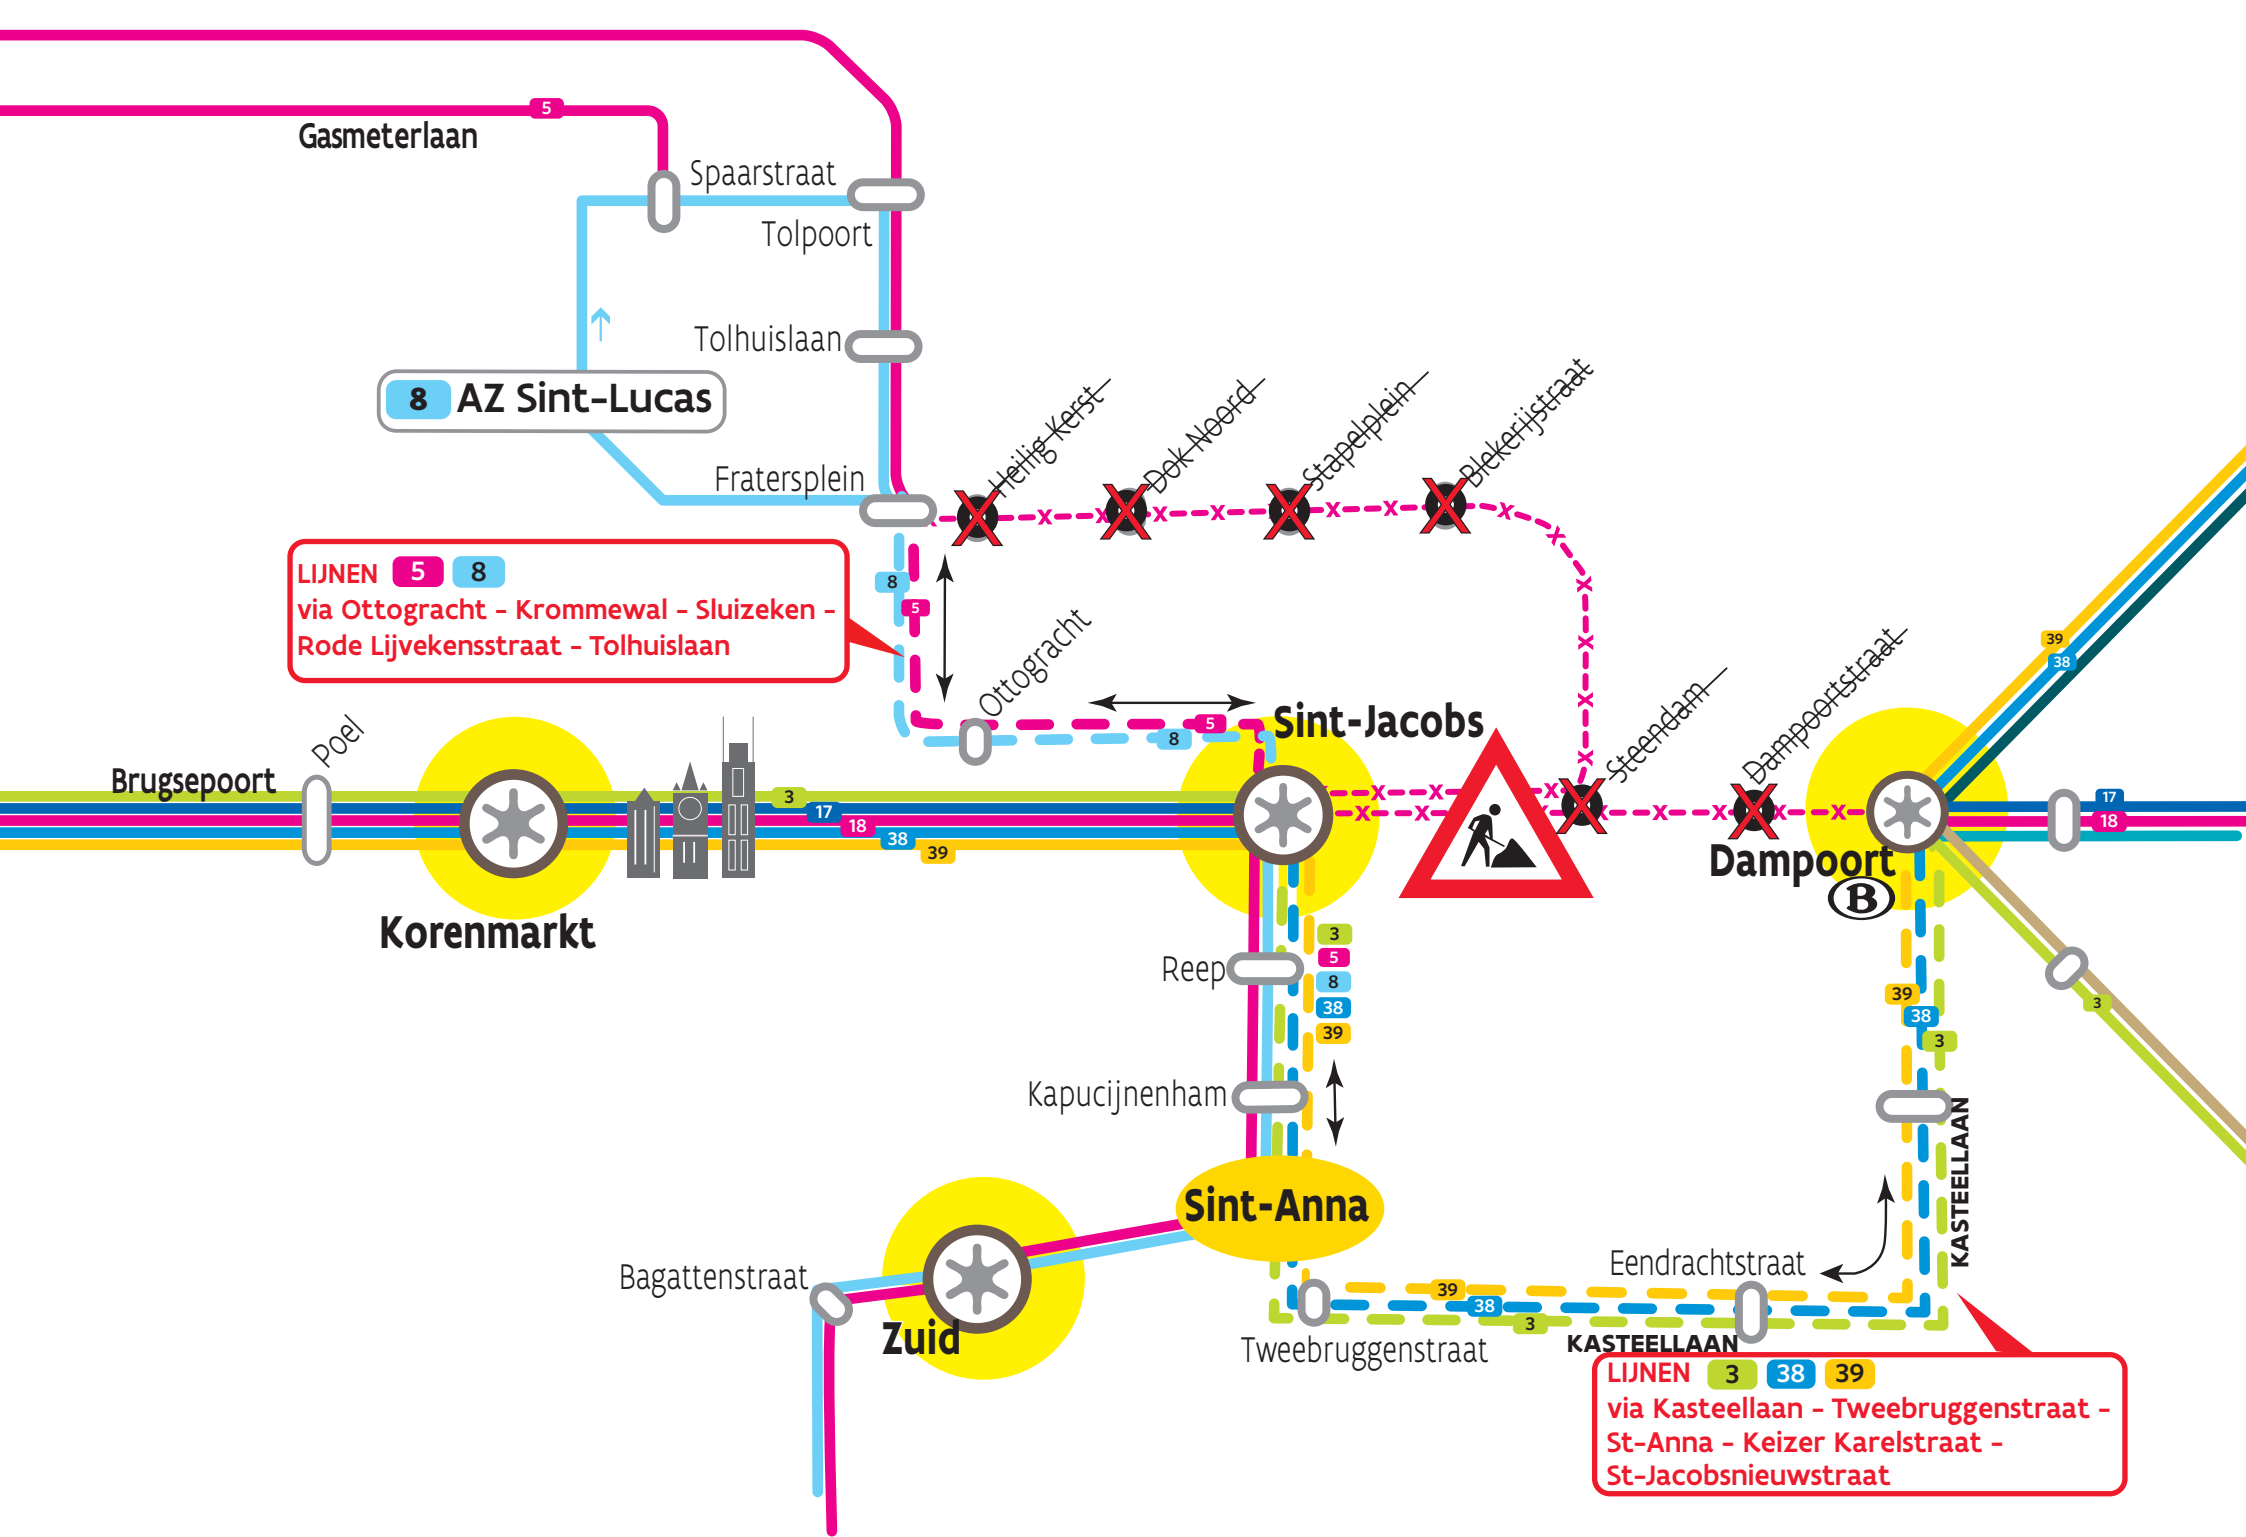 5
Gasmeterlaan
Spaarstraat
Tolpoort
Tolhuislaan
8 AZ Sint-Lucas
Fratersplein
Heilig Kerst
Dok Noord
Stapelplein
Blekerijstraat
LIJNEN 5 8
via Ottogracht - Krommewal - Sluizeken -
Rode Lijvekensstraat - Tolhuislaan
8
5
Ottogracht
5
8
Sint-Jacobs
Steendam
Dampoortstraat
39
38
Poel
Brugsepoort
3
17
18
38
39
Korenmarkt
17
18
Dampoort
B
Reep
3
5
8
38
39
39
38
3
3
Kapucijnenham
KASTEELLAAN
Sint-Anna
Bagattenstraat
Zuid
Eendrachtstraat
39
38
3
Tweebruggenstraat
KASTEELLAAN
LIJNEN 3 38 39
via Kasteellaan - Tweebruggenstraat -
St-Anna - Keizer Karelstraat -
St-Jacobsnieuwstraat